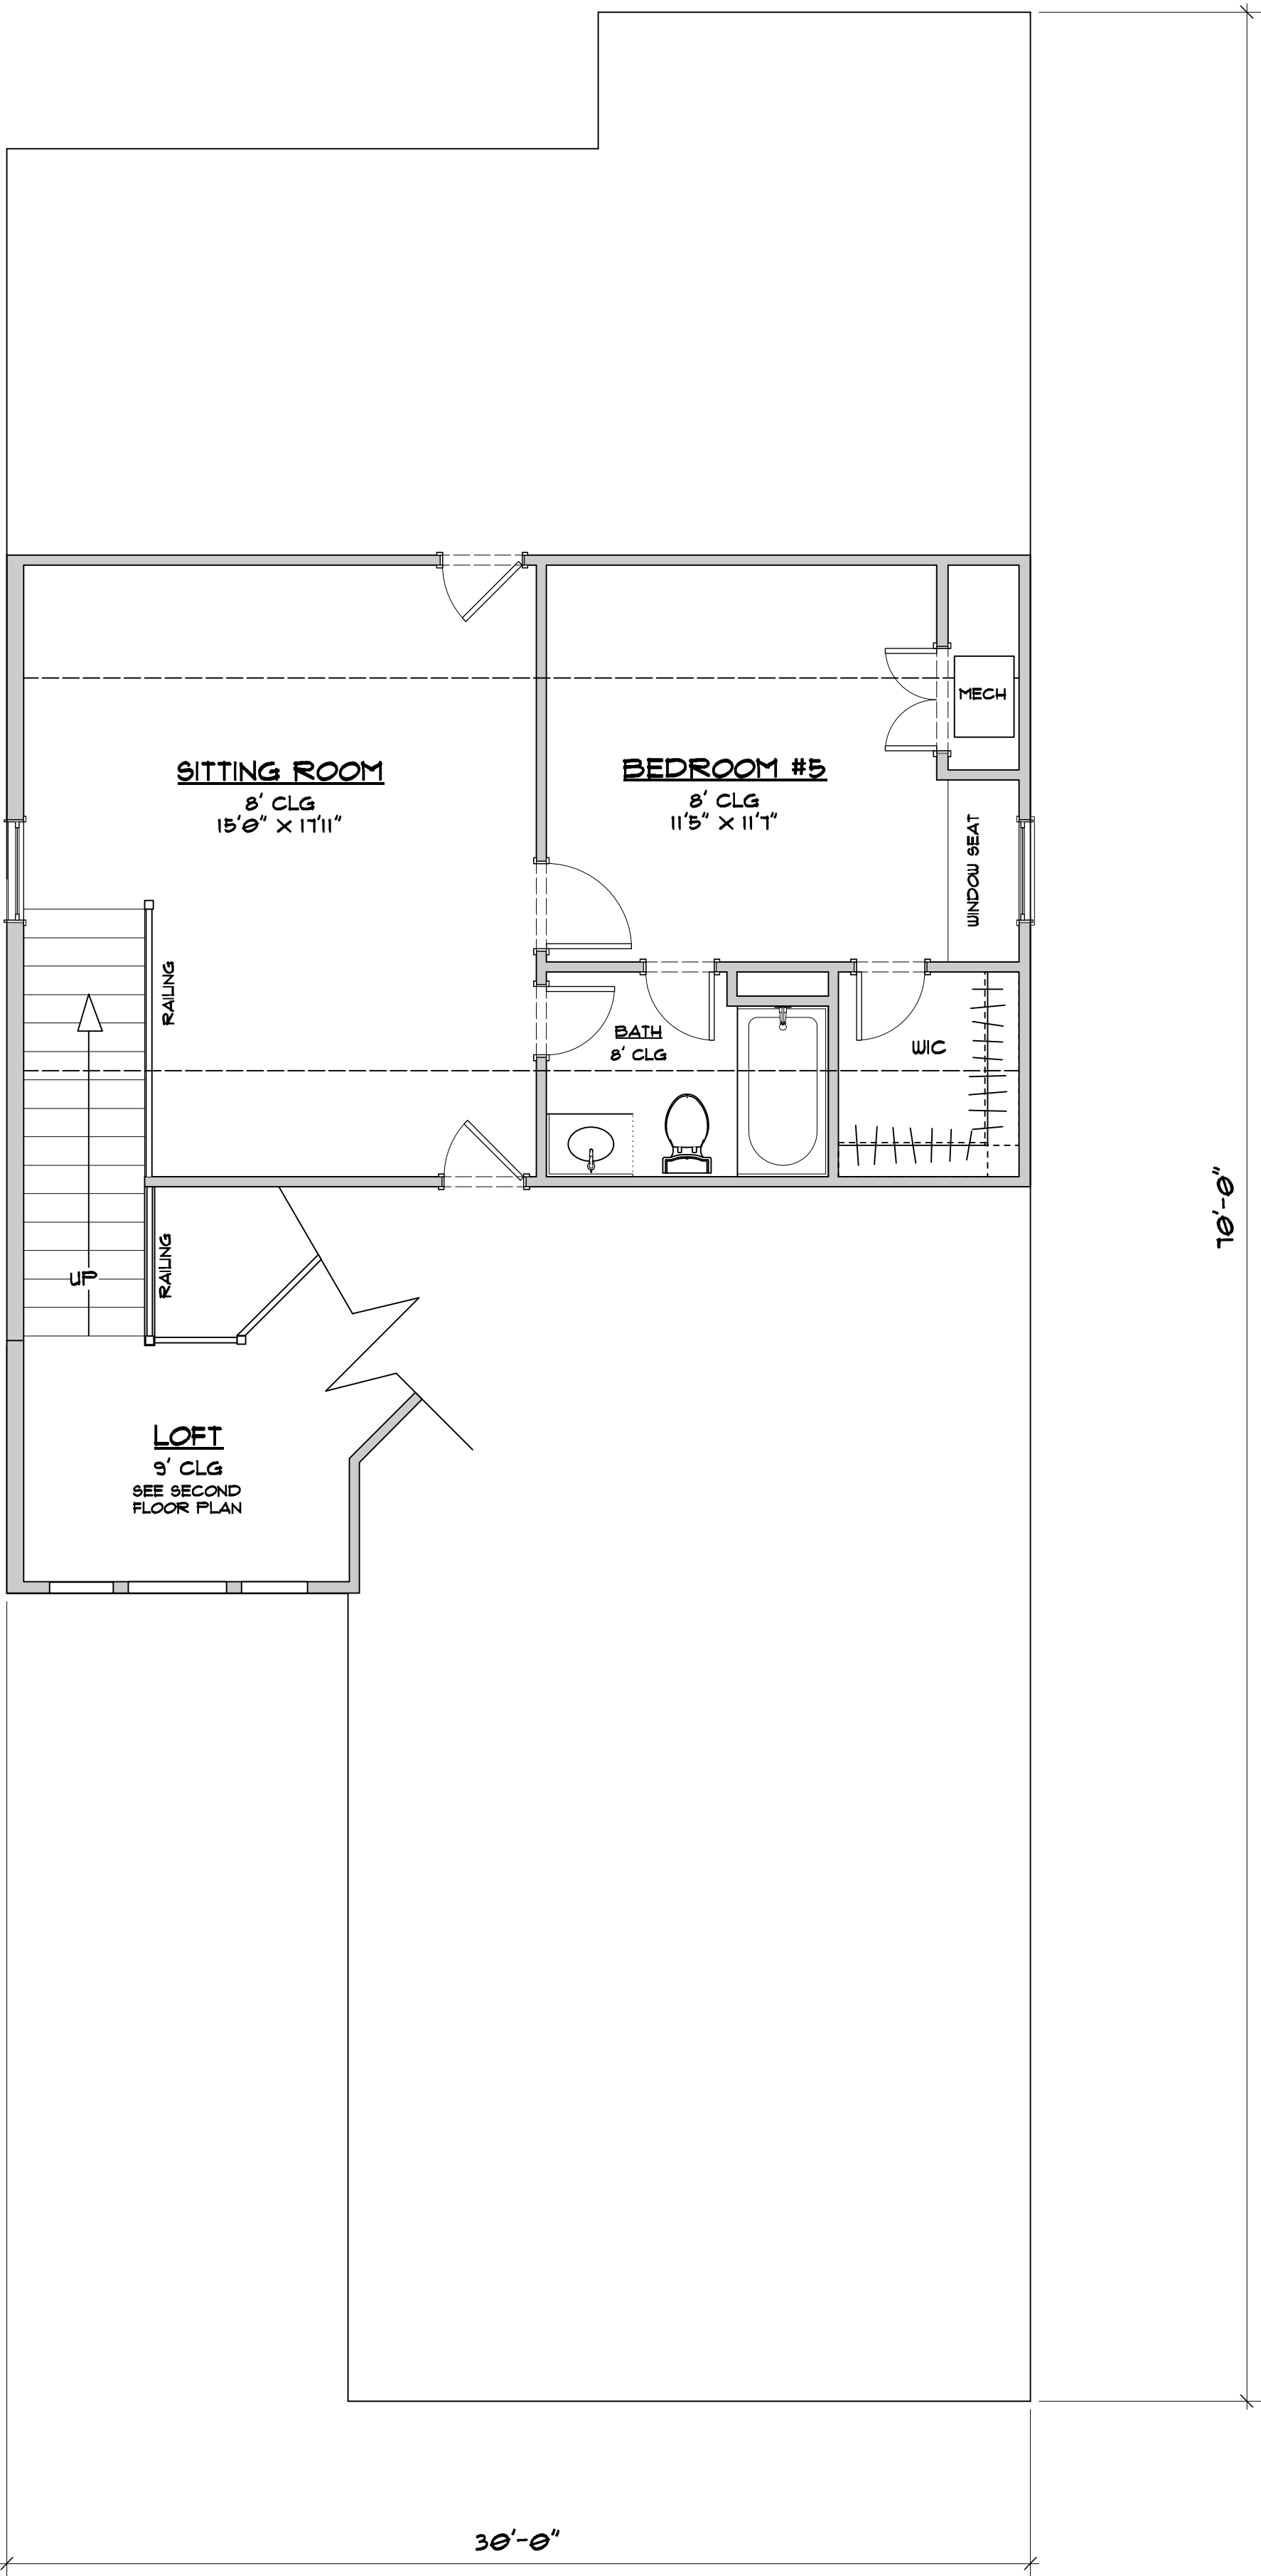 SITTING ROOM
8' CLG
15'0" X 17'11"
BEDROOM #5
8' CLG
11'5" X 11'7"
MECH
WINDOW SEAT
RAILING
BATH
8' CLG
WIC
UP
RAILING
LOFT
9' CLG
SEE SECOND
FLOOR PLAN
70'-0"
30'-0"